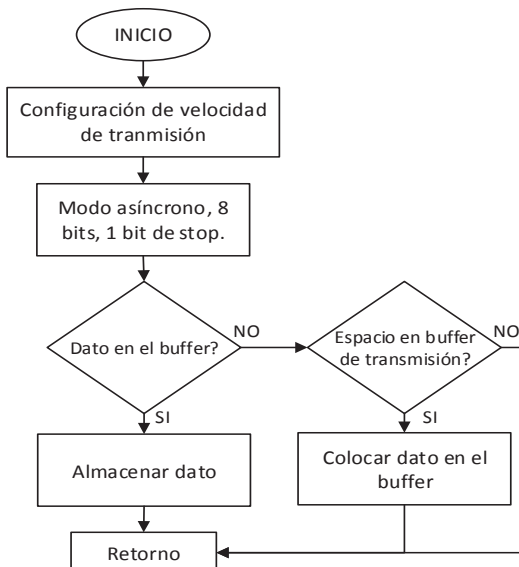 INICIO
Configuración de velocidad
de tranmisión
Modo asíncrono, 8
bits, 1 bit de stop.
Dato en el buffer?
NO
Espacio en buffer
de transmisión?
NO
SI
SI
Almacenar dato
Colocar dato en el
buffer
Retorno